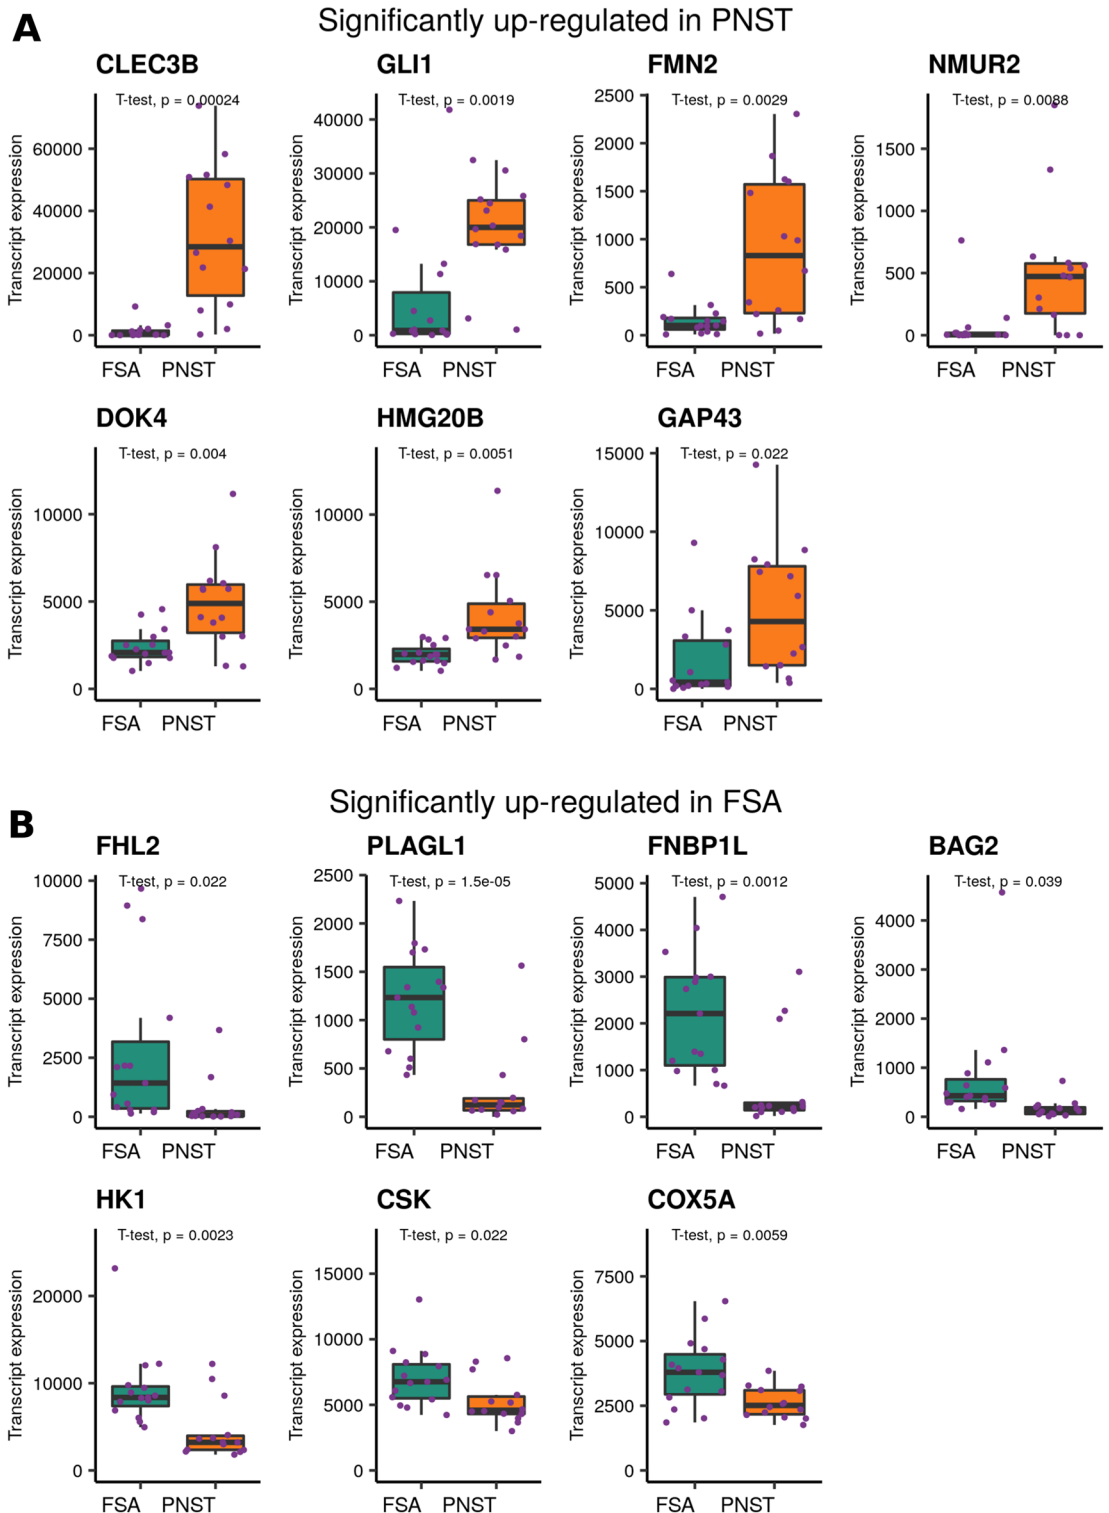 A
Significantly up-regulated in PNST
CLEC3B
GLI1
FMN2
NMUR2
T-test, p = 0.00024
T-test, p = 0.0019
T-test, p = 0.0029
T-test, p = 0.0088
Transcript expression
60000
40000
20000
0
FSA PNST
Transcript expression
40000
30000
20000
10000
0
FSA PNST
Transcript expression
2500
2000
1500
1000
500
0
FSA PNST
Transcript expression
1500
1000
500
0
FSA PNST
DOK4
HMG20B
GAP43
T-test, p = 0.004
T-test, p = 0.0051
T-test, p = 0.022
Transcript expression
10000
5000
0
FSA PNST
Transcript expression
10000
5000
0
FSA PNST
Transcript expression
15000
10000
5000
0
FSA PNST
B
Significantly up-regulated in FSA
FHL2
PLAGL1
FNBP1L
BAG2
T-test, p = 0.022
T-test, p = 1.5e-05
T-test, p = 0.0012
T-test, p = 0.039
Transcript expression
10000
7500
5000
2500
0
FSA PNST
Transcript expression
2500
2000
1500
1000
500
0
FSA PNST
Transcript expression
5000
4000
3000
2000
1000
0
FSA PNST
Transcript expression
4000
3000
2000
1000
0
FSA PNST
HK1
CSK
COX5A
T-test, p = 0.0023
T-test, p = 0.022
T-test, p = 0.0059
Transcript expression
20000
10000
0
FSA PNST
Transcript expression
15000
10000
5000
0
FSA PNST
Transcript expression
7500
5000
2500
0
FSA PNST